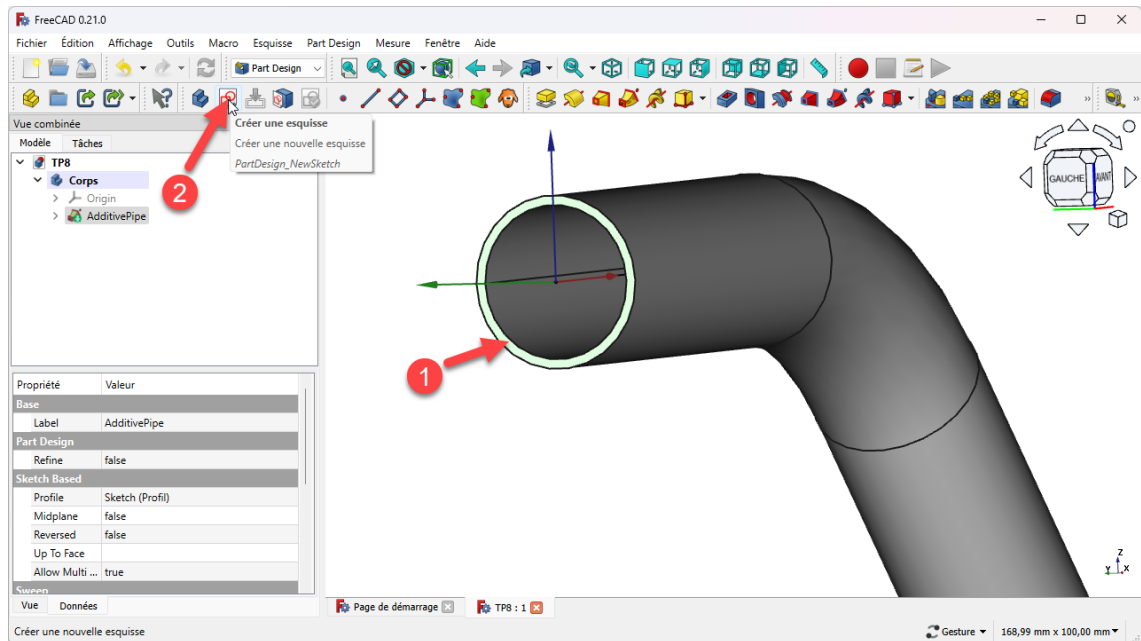 FreeCAD 0.21.0
Fichier Édition Affichage Outils Macro Esquisse Part Design Mesure Fenêtre Aide
Part Design
Vue combinée
Modèle Tâches
TP8
Corps
Origin
AdditivePipe
Créer une esquisse
Créer une nouvelle esquisse
PartDesign_NewSketch
2
1
GAUCHE AVANT
Propriété Valeur
Base
Label AdditivePipe
Part Design
Refine false
Sketch Based
Profile Sketch (Profil)
Midplane false
Reversed false
Up To Face
Allow Multi ... true
Sweep
Vue Données
Z
Y X
Page de démarrage TP8 : 1
Créer une nouvelle esquisse
Gesture 168,99 mm x 100,00 mm